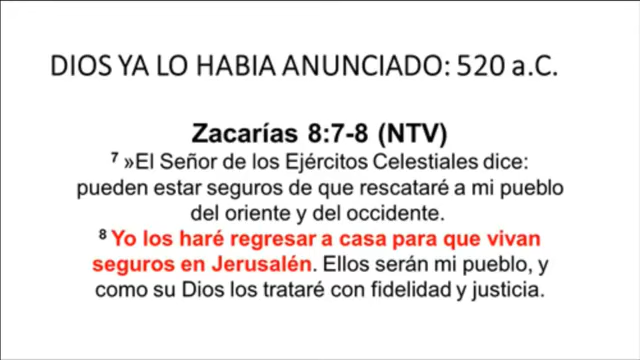 DIOS YA LO HABIA ANUNCIADO: 520 a.C.
Zacarías 8:7-8 (NTV)
⁷ »El Señor de los Ejércitos Celestiales dice:
pueden estar seguros de que rescataré a mi pueblo
del oriente y del occidente.
⁸ Yo los haré regresar a casa para que vivan
seguros en Jerusalén. Ellos serán mi pueblo, y
como su Dios los trataré con fidelidad y justicia.